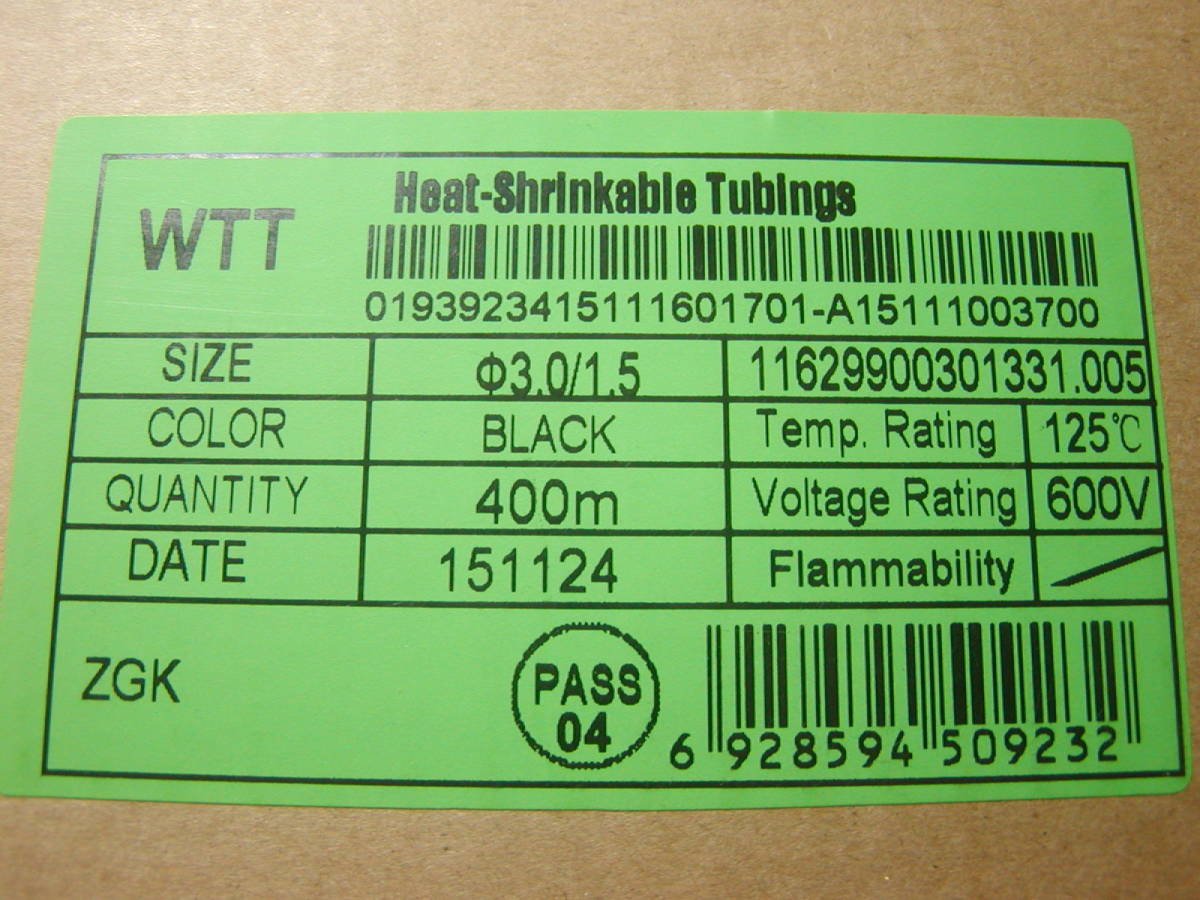 Heat-Shrinkable Tubings
WTT
0193923415111601701-A15111003700
SIZE Φ3.0/1.5 11629900301331.005
COLOR BLACK Temp. Rating 125℃
QUANTITY 400m Voltage Rating 600V
DATE 151124 Flammability /
ZGK
PASS
04
6 928594 509232